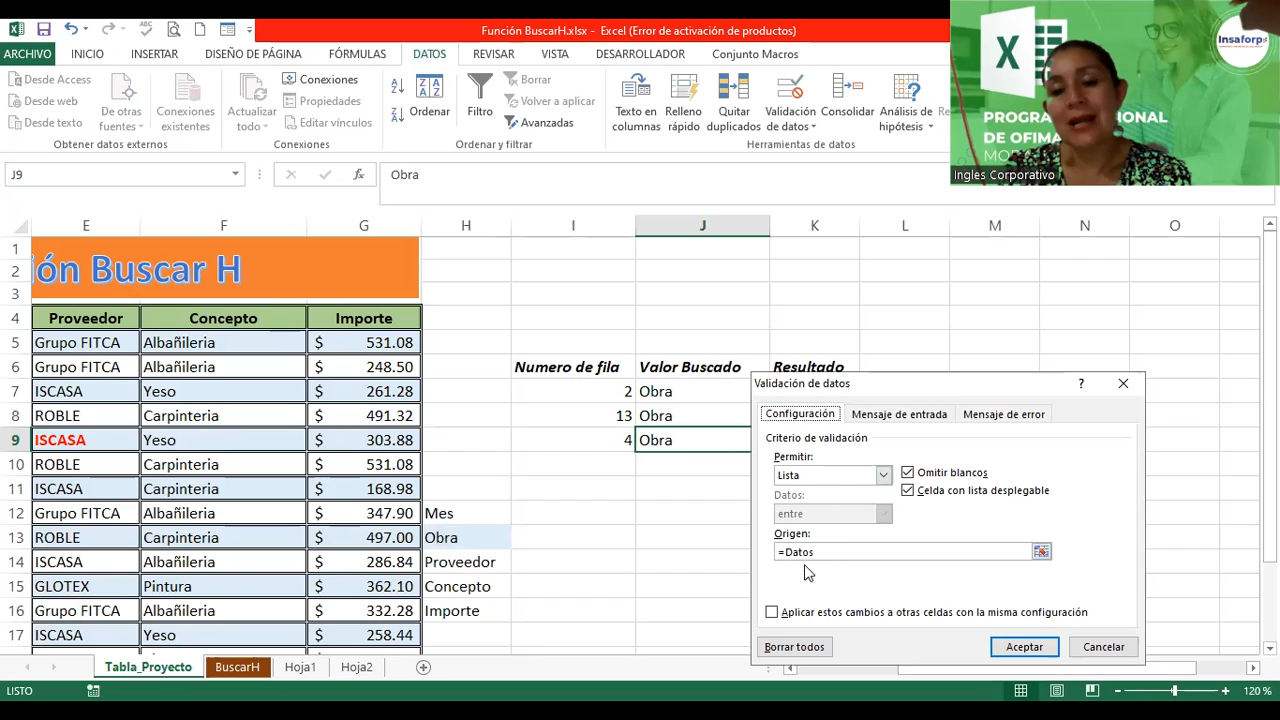 Función BuscarH.xlsx - Excel (Error de activación de productos)
ARCHIVO INICIO INSERTAR DISEÑO DE PÁGINA FÓRMULAS DATOS REVISAR VISTA DESARROLLADOR Conjunto Macros
Desde Access
Desde web
Desde texto
De otras fuentes
Conexiones existentes
Actualizar todo
Conexiones
Propiedades
Editar vínculos
Ordenar
Filtro
Borrar
Volver a aplicar
Avanzadas
Texto en columnas
Relleno rápido
Quitar duplicados
Validación de datos
Consolidar
Análisis de hipótesis
Obtener datos externos Conexiones Ordenar y filtrar Herramientas de datos
Insaforp
Ingles Corporativo
J9 fx Obra
E F G H I J K L M N O
1
2 ión Buscar H
3
4 Proveedor Concepto Importe
5 Grupo FITCA Albañileria $ 531.08
6 Grupo FITCA Albañileria $ 248.50 Numero de fila Valor Buscado Resultado
7 ISCASA Yeso $ 261.28 2 Obra
8 ROBLE Carpinteria $ 491.32 13 Obra
9 ISCASA Yeso $ 303.88 4 Obra
10 ROBLE Carpinteria $ 531.08
11 ISCASA Carpinteria $ 168.98
12 Grupo FITCA Albañileria $ 347.90 Mes
13 ROBLE Carpinteria $ 497.00 Obra
14 ISCASA Albañileria $ 286.84 Proveedor
15 GLOTEX Pintura $ 362.10 Concepto
16 Grupo FITCA Albañileria $ 332.28 Importe
17 ISCASA Yeso $ 258.44
Validación de datos ?
Configuración Mensaje de entrada Mensaje de error
Criterio de validación
Permitir:
Lista
Omitir blancos
Celda con lista desplegable
Datos:
entre
Origen:
=Datos
Aplicar estos cambios a otras celdas con la misma configuración
Borrar todos Aceptar Cancelar
Tabla_Proyecto BuscarH Hoja1 Hoja2
LISTO 120 %